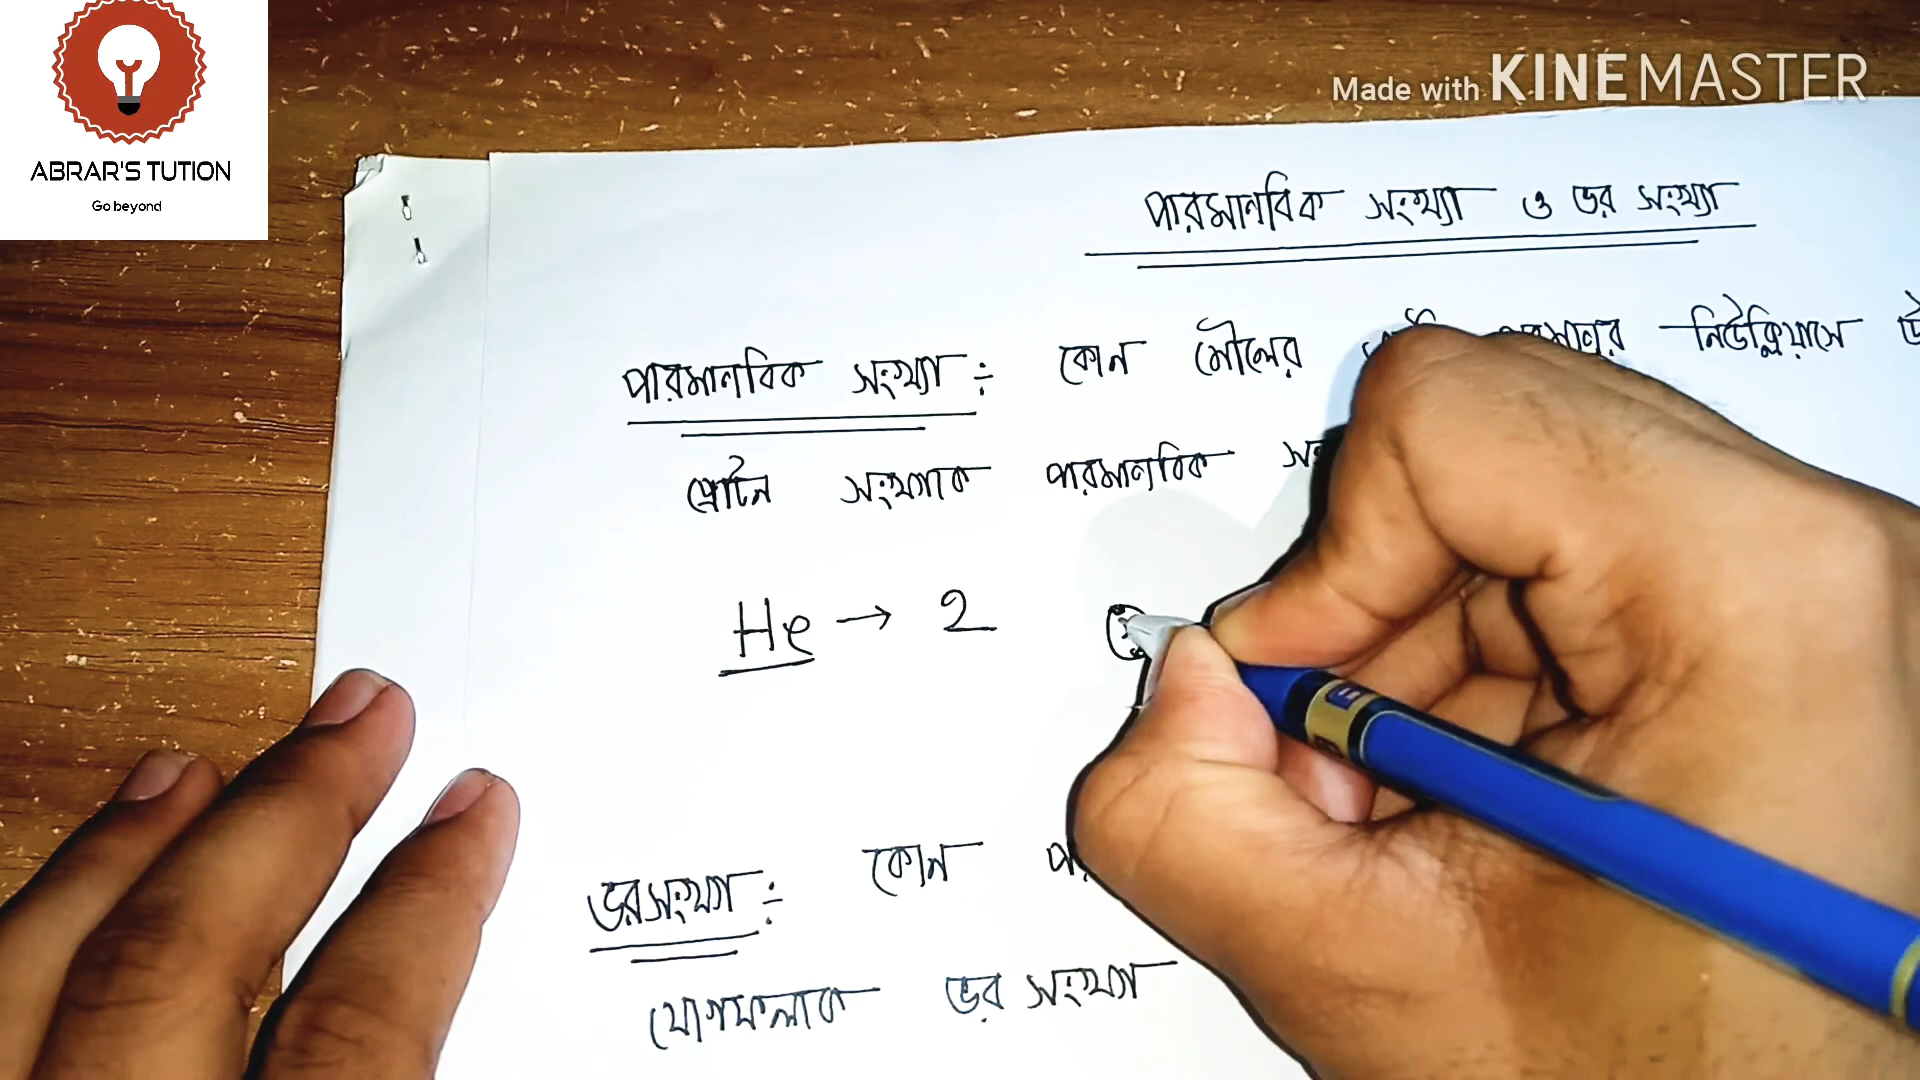 ABRAR'S TUTION
Go beyond
Made with KINEMASTER
পারমানবিক সংখ্যা ও ভর সংখ্যা
পারমানবিক সংখ্যা ÷ কোন মৌলের নিউক্লিয়াসে
প্রোটন সংখ্যাকে পারমানবিক
He → 2
ভরসংখ্যা ÷ কোন
যোগফলকে ভর সংখ্যা